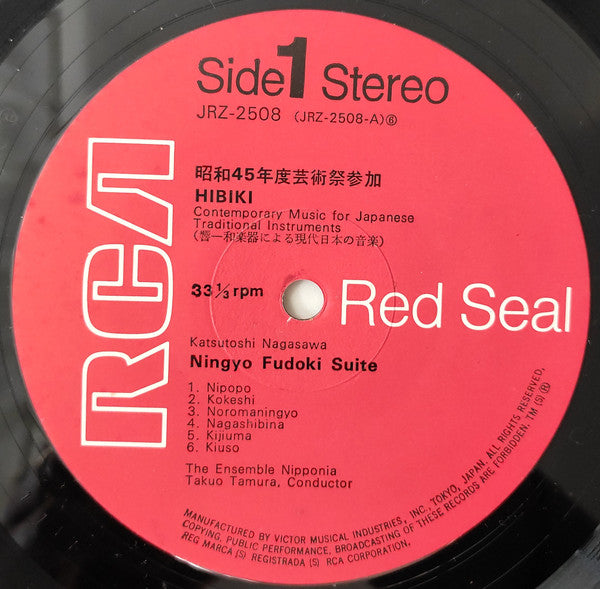 Side 1 Stereo
JRZ-2508 (JRZ-2508-A)⑥
昭和45年度芸術祭参加
HIBIKI
Contemporary Music for Japanese
Traditional Instruments
(響—和楽器による現代日本の音楽)
33⅓ rpm
RCA
Red Seal
Katsutoshi Nagasawa
Ningyo Fudoki Suite
1. Nipopo
2. Kokeshi
3. Noromaningyo
4. Nagashibina
5. Kijiuma
6. Kiuso
The Ensemble Nipponia
Takuo Tamura, Conductor
MANUFACTURED BY VICTOR MUSICAL INDUSTRIES, INC., TOKYO, JAPAN. ALL RIGHTS RESERVED,
COPYING, PUBLIC PERFORMANCE, BROADCASTING OF THESE RECORDS ARE FORBIDDEN. TM (S) ®
REG MARCA (S) REGISTRADA (S) RCA CORPORATION,